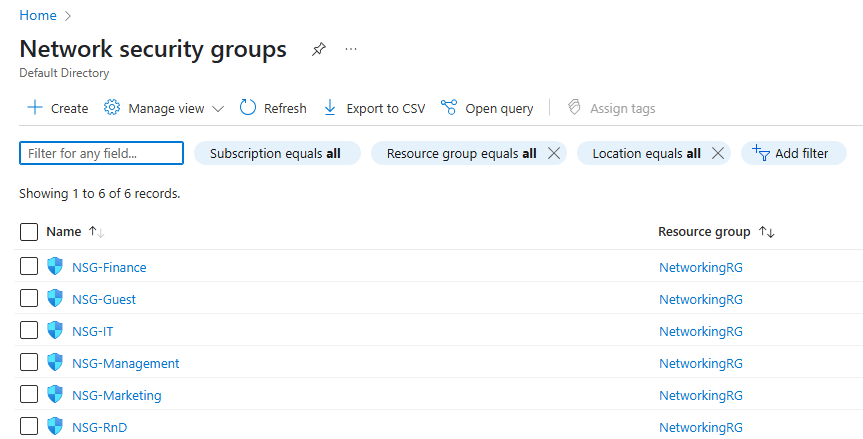 Home
Network security groups
Default Directory
Create Manage view Refresh Export to CSV Open query Assign tags
Filter for any field... Subscription equals all Resource group equals all Location equals all Add filter
Showing 1 to 6 of 6 records.
Name Resource group
NSG-Finance NetworkingRG
NSG-Guest NetworkingRG
NSG-IT NetworkingRG
NSG-Management NetworkingRG
NSG-Marketing NetworkingRG
NSG-RnD NetworkingRG